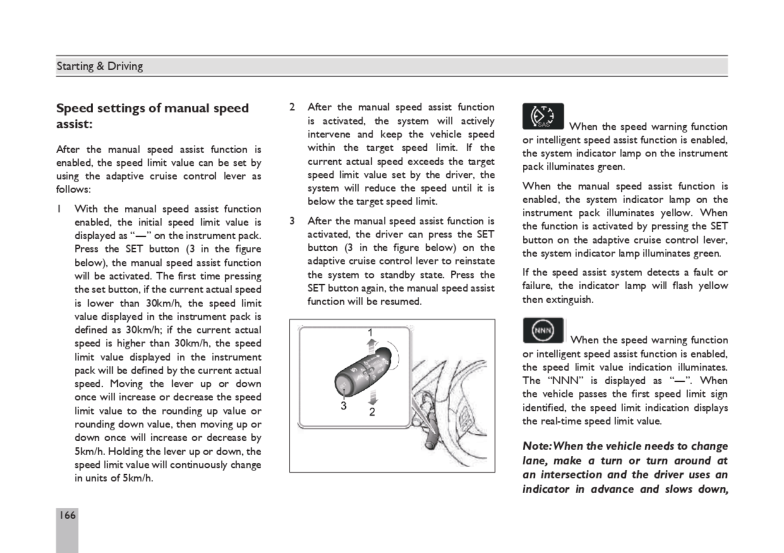 Starting & Driving
Speed settings of manual speed
assist:
After the manual speed assist function is
enabled, the speed limit value can be set by
using the adaptive cruise control lever as
follows:
1 With the manual speed assist function
enabled, the initial speed limit value is
displayed as “—” on the instrument pack.
Press the SET button (3 in the figure
below), the manual speed assist function
will be activated. The first time pressing
the set button, if the current actual speed
is lower than 30km/h, the speed limit
value displayed in the instrument pack is
defined as 30km/h; if the current actual
speed is higher than 30km/h, the speed
limit value displayed in the instrument
pack will be defined by the current actual
speed. Moving the lever up or down
once will increase or decrease the speed
limit value to the rounding up value or
rounding down value, then moving up or
down once will increase or decrease by
5km/h. Holding the lever up or down, the
speed limit value will continuously change
in units of 5km/h.
2 After the manual speed assist function
is activated, the system will actively
intervene and keep the vehicle speed
within the target speed limit. If the
current actual speed exceeds the target
speed limit value set by the driver, the
system will reduce the speed until it is
below the target speed limit.
3 After the manual speed assist function is
activated, the driver can press the SET
button (3 in the figure below) on the
adaptive cruise control lever to reinstate
the system to standby state. Press the
SET button again, the manual speed assist
function will be resumed.
1
3
2
When the speed warning function
or intelligent speed assist function is enabled,
the system indicator lamp on the instrument
pack illuminates green.
When the manual speed assist function is
enabled, the system indicator lamp on the
instrument pack illuminates yellow. When
the function is activated by pressing the SET
button on the adaptive cruise control lever,
the system indicator lamp illuminates green.
If the speed assist system detects a fault or
failure, the indicator lamp will flash yellow
then extinguish.
NNN
When the speed warning function
or intelligent speed assist function is enabled,
the speed limit value indication illuminates.
The “NNN” is displayed as “—”. When
the vehicle passes the first speed limit sign
identified, the speed limit indication displays
the real-time speed limit value.
Note: When the vehicle needs to change
lane, make a turn or turn around at
an intersection and the driver uses an
indicator in advance and slows down,
166